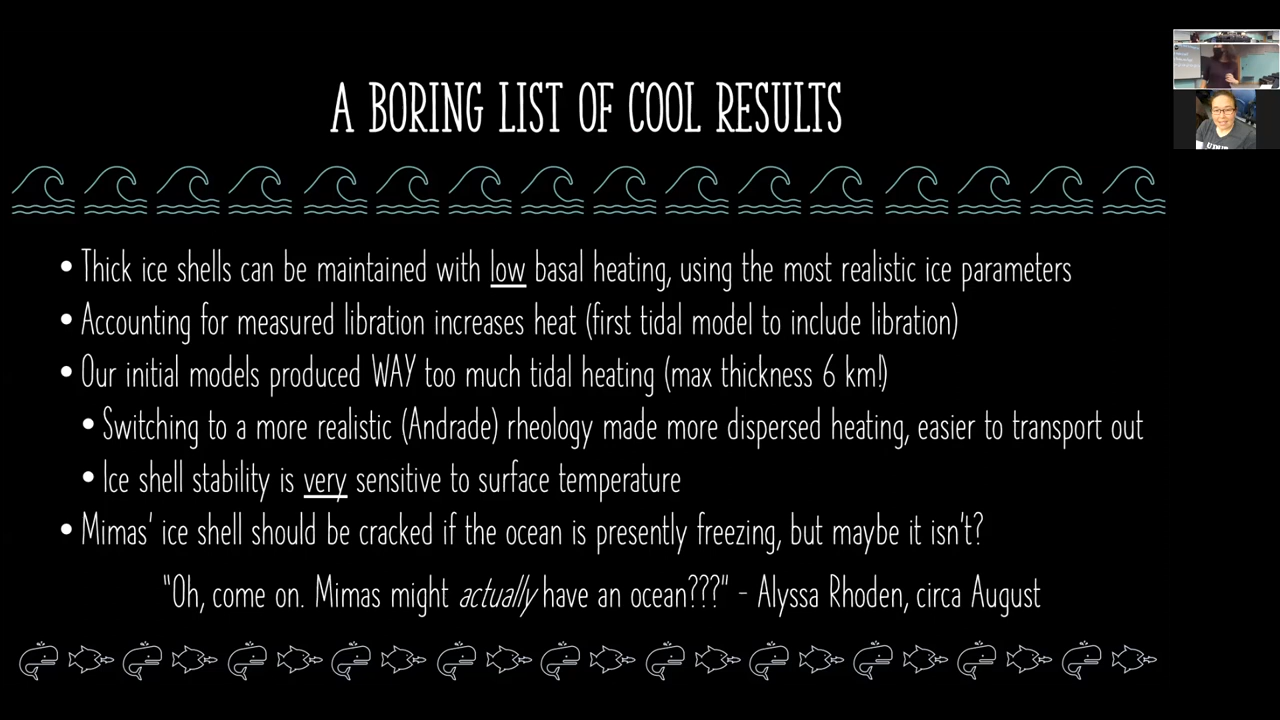 A BORING LIST OF COOL RESULTS
• Thick ice shells can be maintained with low basal heating, using the most realistic ice parameters
• Accounting for measured libration increases heat (first tidal model to include libration)
• Our initial models produced WAY too much tidal heating (max thickness 6 km!)
• Switching to a more realistic (Andrade) rheology made more dispersed heating, easier to transport out
• Ice shell stability is very sensitive to surface temperature
• Mimas' ice shell should be cracked if the ocean is presently freezing, but maybe it isn't?
"Oh, come on. Mimas might actually have an ocean???" - Alyssa Rhoden, circa August